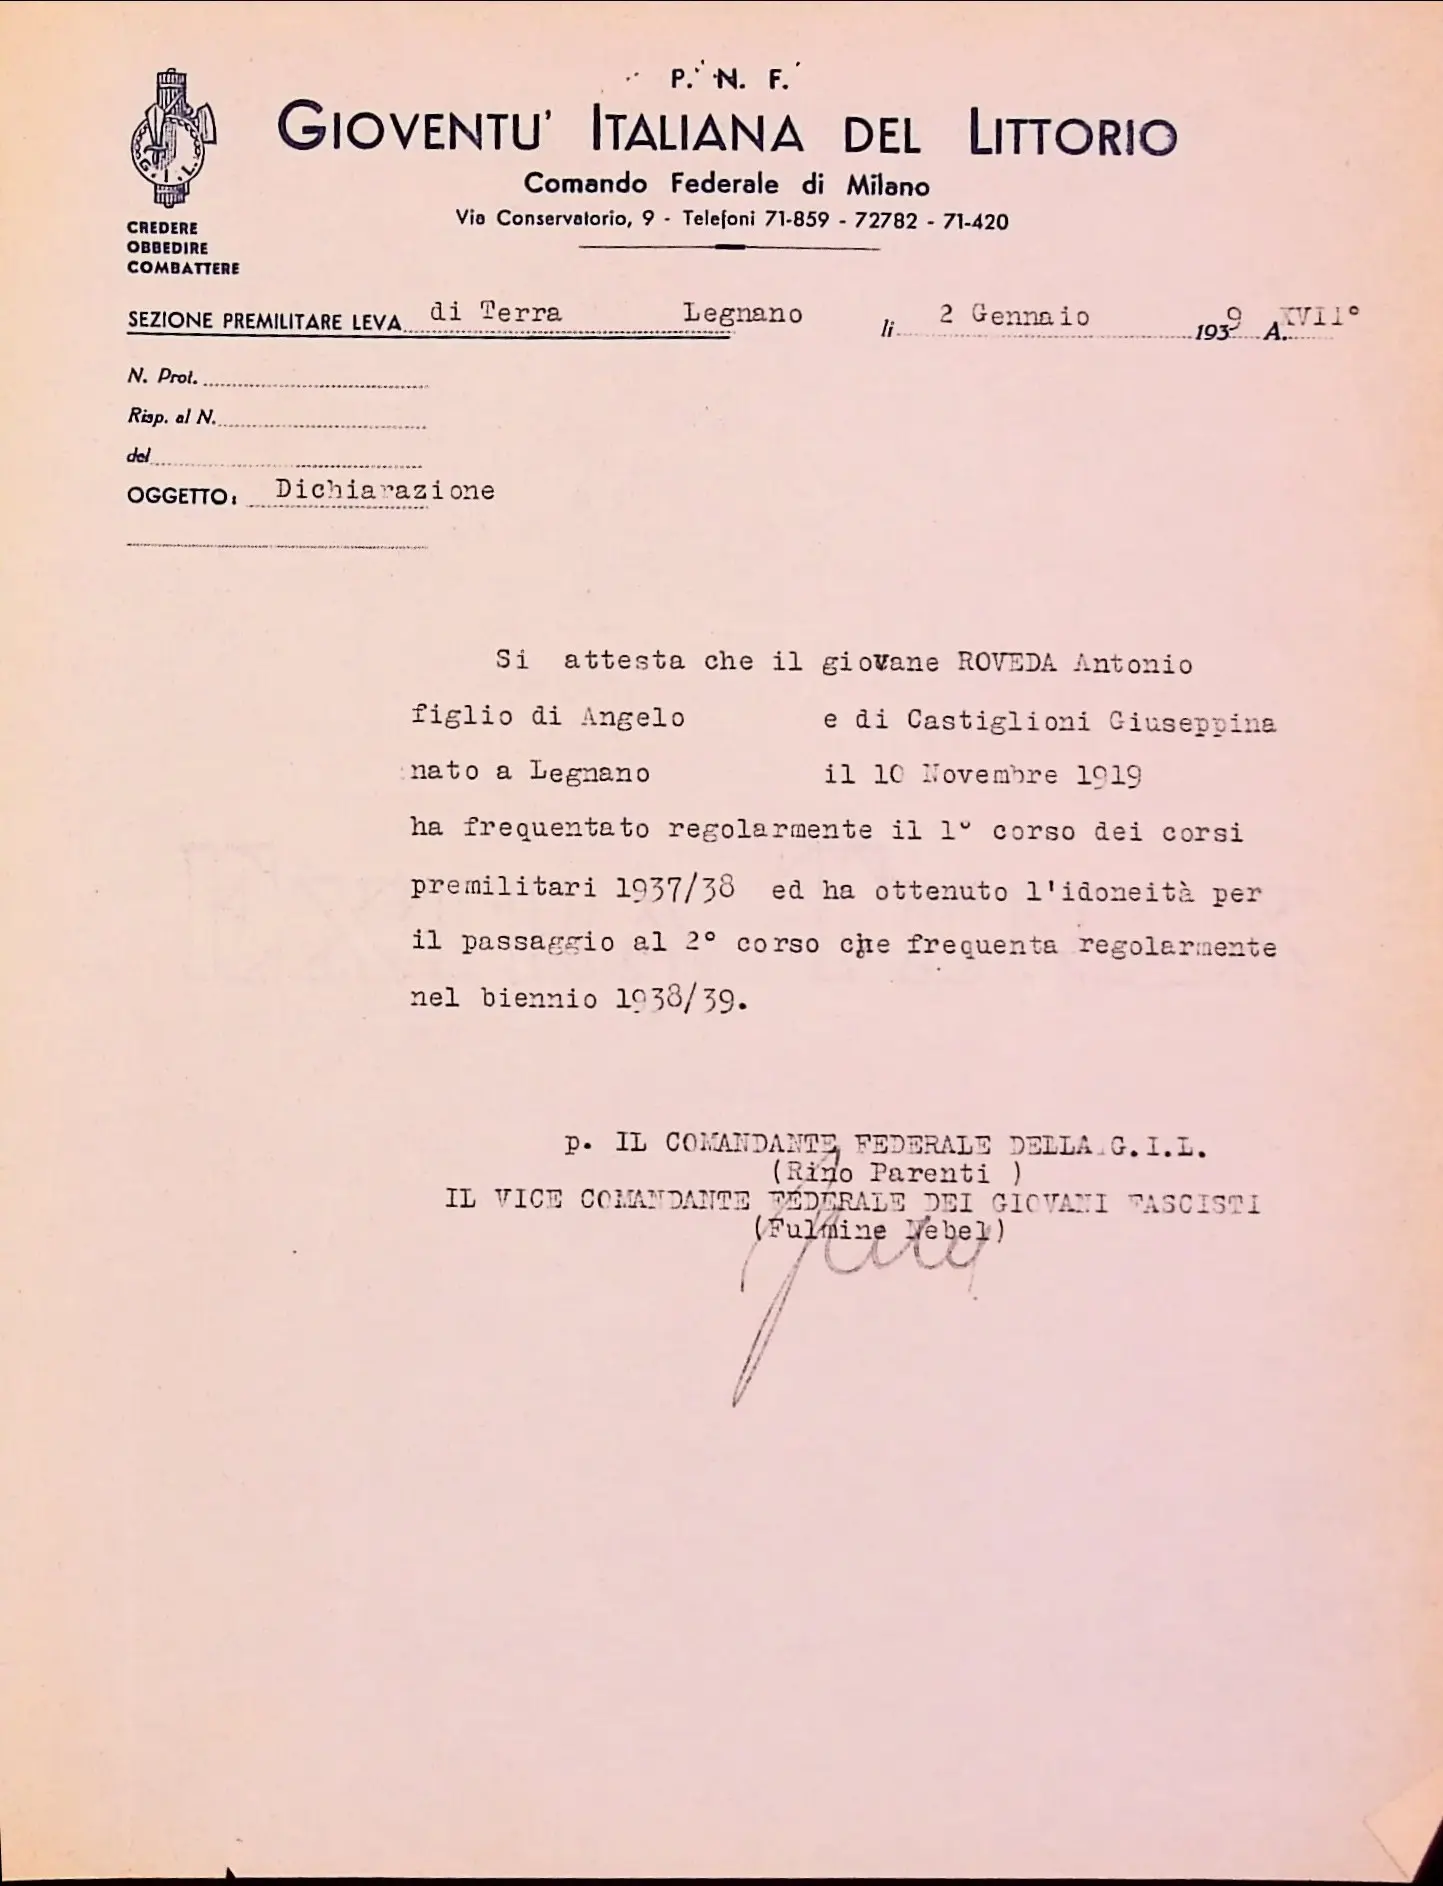 P. N. F.
GIOVENTU' ITALIANA DEL LITTORIO
Comando Federale di Milano
Via Conservatorio, 9 - Telefoni 71-859 - 72782 - 71-420
G. I. L.
CREDERE
OBBEDIRE
COMBATTERE
SEZIONE PREMILITARE LEVA di Terra Legnano li 2 Gennaio 1939 A. XVII°
N. Prot.
Risp. al N.
del
OGGETTO: Dichiarazione
Si attesta che il giovane ROVEDA Antonio
figlio di Angelo e di Castiglioni Giuseppina
nato a Legnano il 10 Novembre 1919
ha frequentato regolarmente il 1° corso dei corsi
premilitari 1937/38 ed ha ottenuto l'idoneità per
il passaggio al 2° corso che frequenta regolarmente
nel biennio 1938/39.
p. IL COMANDANTE FEDERALE DELLA G.I.L.
(Rino Parenti )
IL VICE COMANDANTE FEDERALE DEI GIOVANI FASCISTI
(Fulmine Nebel)